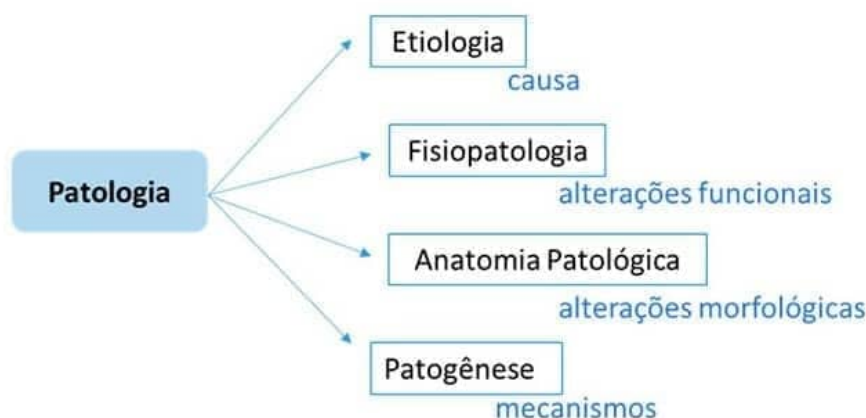 Etiologia
causa
Fisiopatologia
alterações funcionais
Patologia
Anatomia Patológica
alterações morfológicas
Patogênese
mecanismos